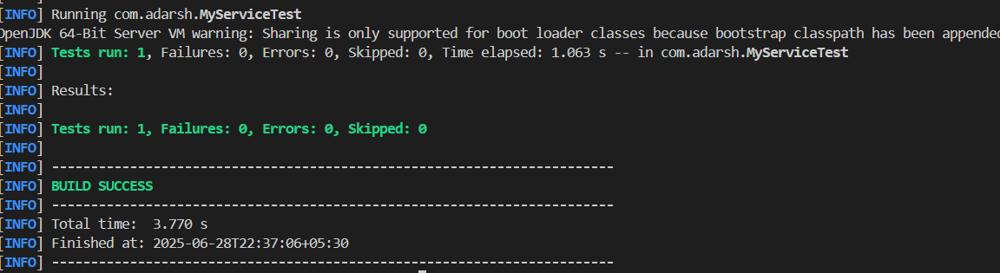 [INFO] Running com.adarsh.MyServiceTest
OpenJDK 64-Bit Server VM warning: Sharing is only supported for boot loader classes because bootstrap classpath has been appended
[INFO] Tests run: 1, Failures: 0, Errors: 0, Skipped: 0, Time elapsed: 1.063 s -- in com.adarsh.MyServiceTest
[INFO]
[INFO] Results:
[INFO]
[INFO] Tests run: 1, Failures: 0, Errors: 0, Skipped: 0
[INFO]
[INFO] ------------------------------------------------------------------------
[INFO] BUILD SUCCESS
[INFO] ------------------------------------------------------------------------
[INFO] Total time:  3.770 s
[INFO] Finished at: 2025-06-28T22:37:06+05:30
[INFO] ------------------------------------------------------------------------